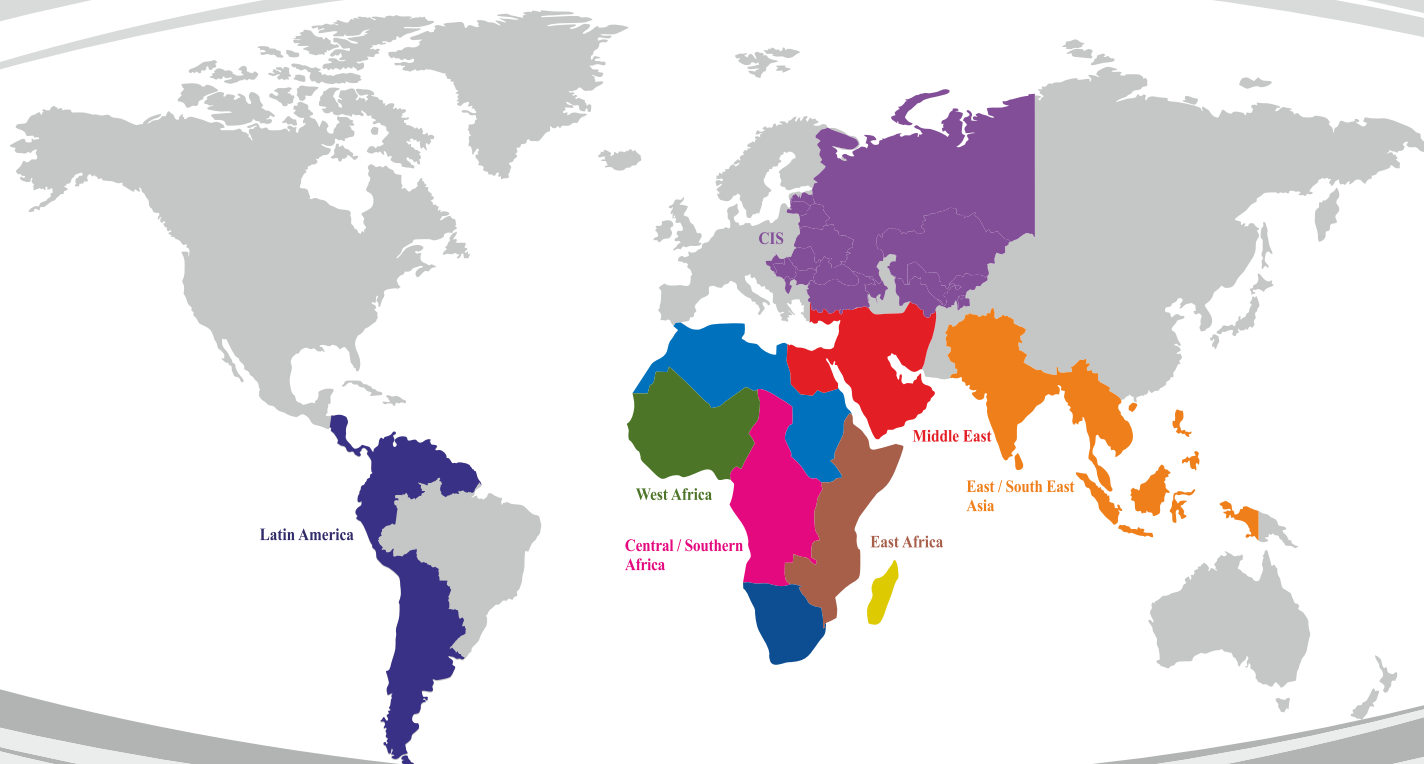 CIS
Middle East
West Africa
East / South East
Asia
Latin America
Central / Southern
Africa
East Africa